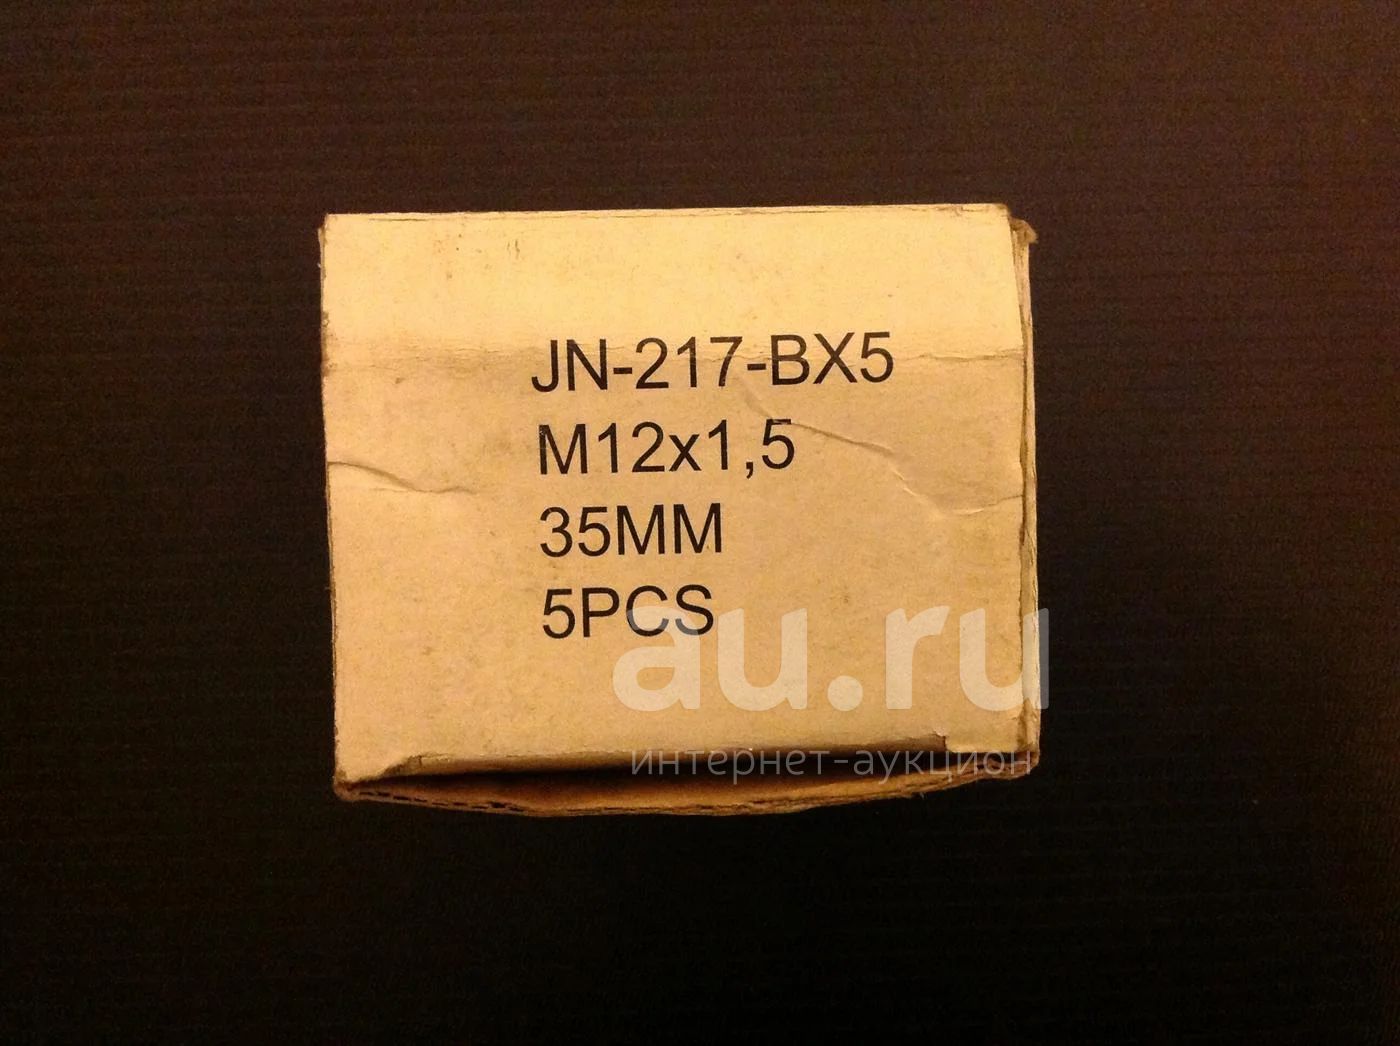 JN-217-BX5
M12x1,5
35MM
5PCS
au.ru
интернет-аукцион